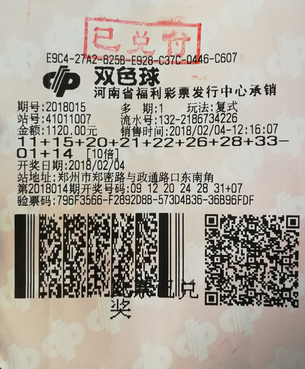 已兑付
E9C4-27A2-825B-E928-C37C-0446-C607
双色球
河南省福利彩票发行中心承销
期号:2018015 多 期:1 玩法:复式
站号:41011007 流水号:132-2186734226
金额:1120.00元 销售时间:2018/02/04-12:16:07
11+15+20+21+22+26+28+33-
01+14 [10倍]
开奖日期:2018/02/04
站地址:郑州市郑密路与政通路口东南角
第2018014期开奖号码:09 12 20 24 28 31+07
验票码:796F3566-F2892D8B-573D4B36-36B96FDF
兑
奖